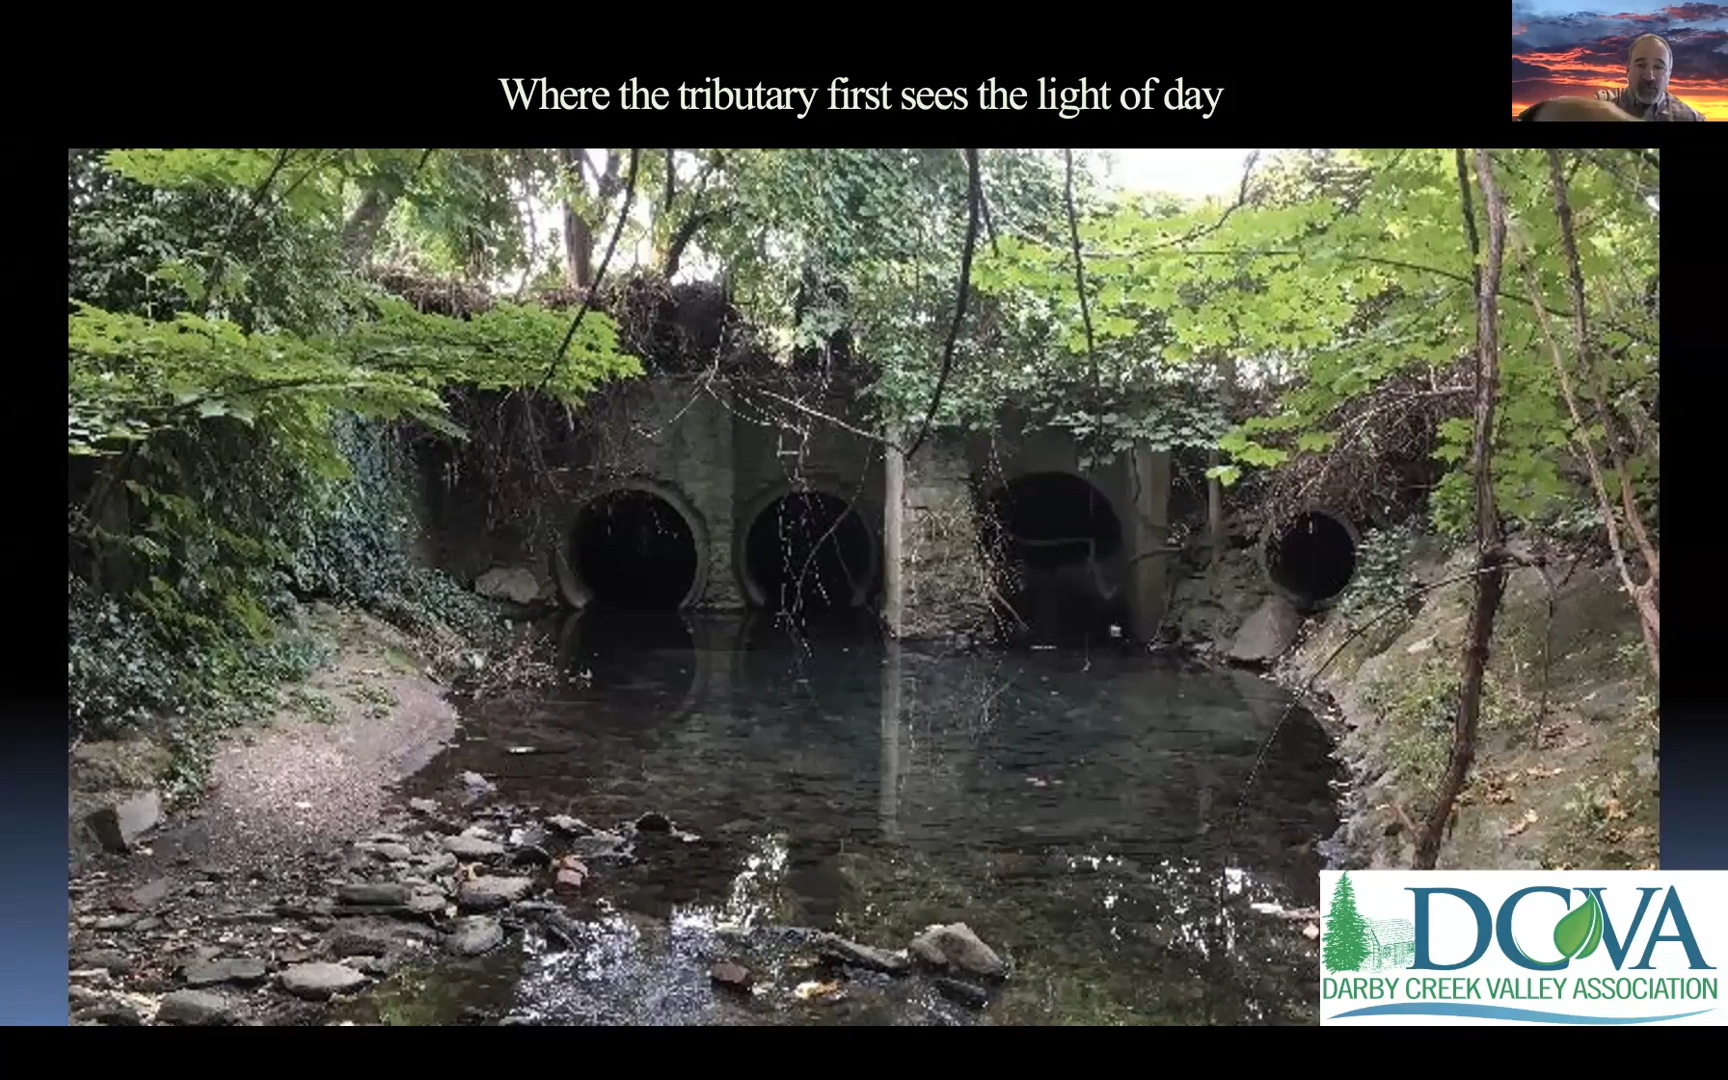 Where the tributary first sees the light of day
DCVA
DARBY CREEK VALLEY ASSOCIATION